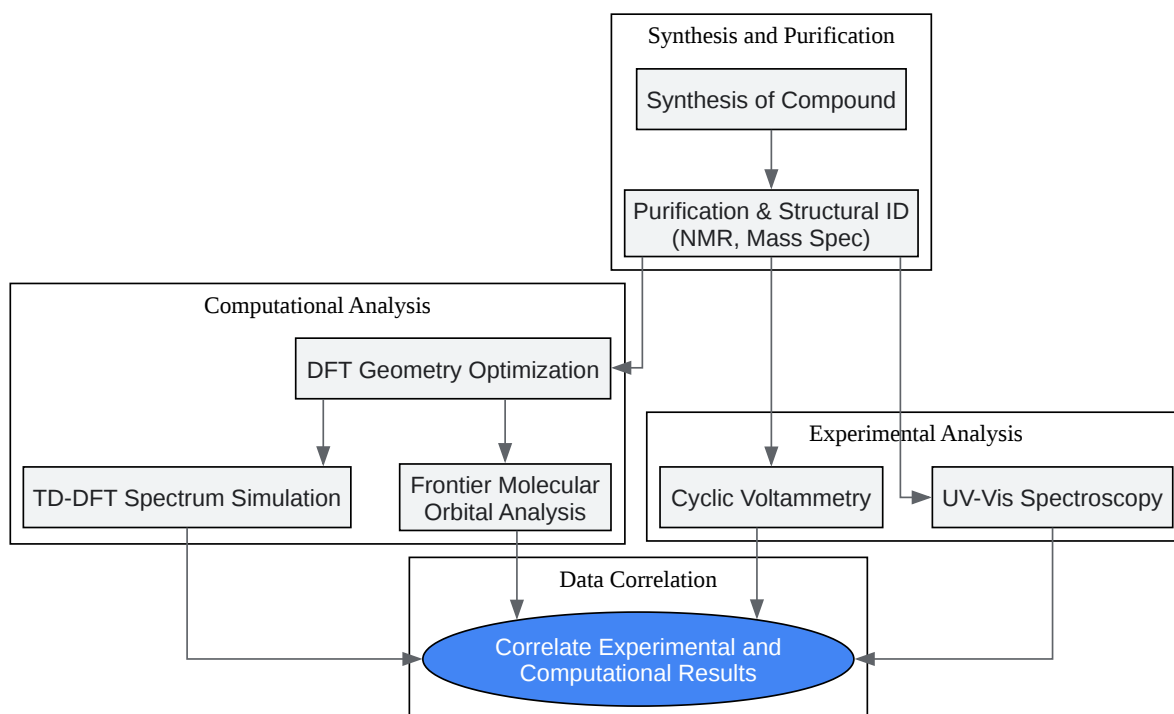 Synthesis and Purification
Synthesis of Compound
Purification & Structural ID
(NMR, Mass Spec)
Computational Analysis
DFT Geometry Optimization
TD-DFT Spectrum Simulation
Frontier Molecular
Orbital Analysis
Experimental Analysis
Cyclic Voltammetry
UV-Vis Spectroscopy
Data Correlation
Correlate Experimental and
Computational Results